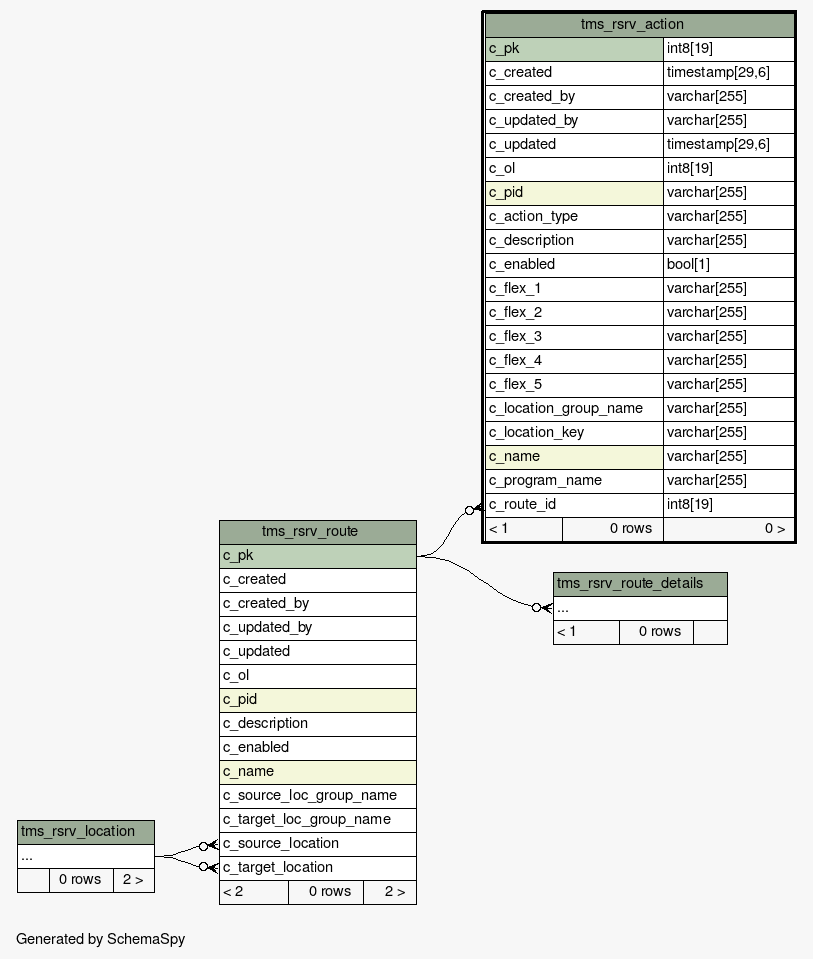 tms_rsrv_action
c_pk int8[19]
c_created timestamp[29,6]
c_created_by varchar[255]
c_updated_by varchar[255]
c_updated timestamp[29,6]
c_ol int8[19]
c_pid varchar[255]
c_action_type varchar[255]
c_description varchar[255]
c_enabled bool[1]
c_flex_1 varchar[255]
c_flex_2 varchar[255]
c_flex_3 varchar[255]
c_flex_4 varchar[255]
c_flex_5 varchar[255]
c_location_group_name varchar[255]
c_location_key varchar[255]
c_name varchar[255]
c_program_name varchar[255]
c_route_id int8[19]
< 1 0 rows 0 >
tms_rsrv_route
c_pk
c_created
c_created_by
c_updated_by
c_updated
c_ol
c_pid
c_description
c_enabled
c_name
c_source_loc_group_name
c_target_loc_group_name
c_source_location
c_target_location
< 2 0 rows 2 >
tms_rsrv_route_details
...
< 1 0 rows
tms_rsrv_location
...
0 rows 2 >
Generated by SchemaSpy